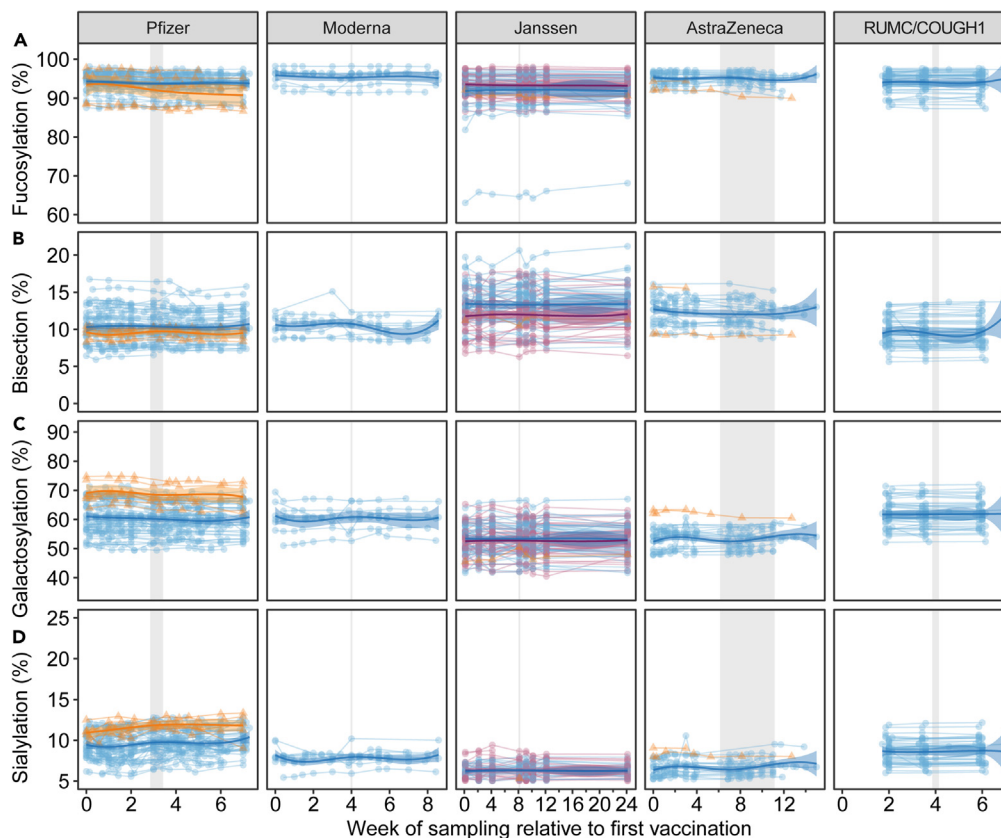 Pfizer Moderna Janssen AstraZeneca RUMC/COUGH1
A
Fucosylation (%)
100
90
80
70
60
B
Bisection (%)
20
15
10
5
0
C
Galactosylation (%)
90
80
70
60
50
40
D
Sialylation (%)
25
20
15
10
5
0 2 4 6 0 2 4 6 8 0 4 8 12 16 20 24 0 4 8 12 0 2 4 6
Week of sampling relative to first vaccination